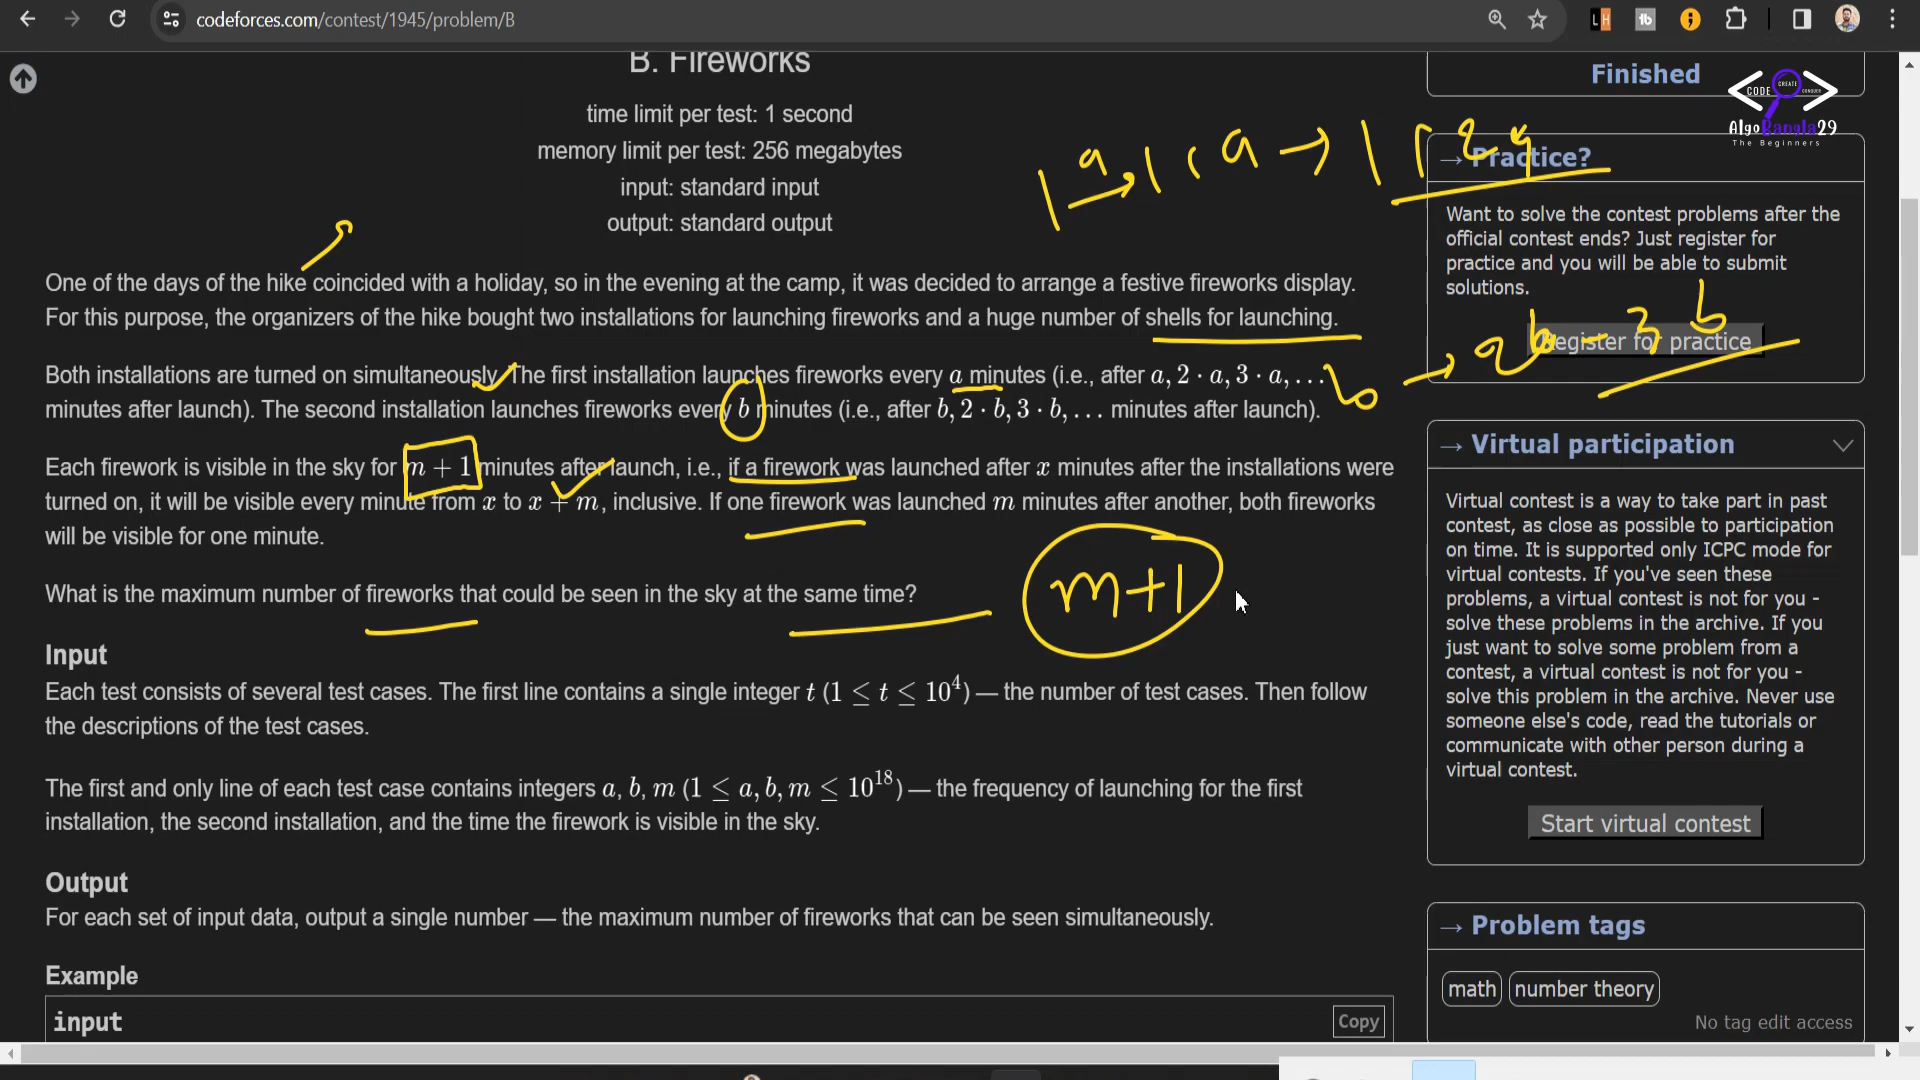 codeforces.com/contest/1945/problem/B
B. Fireworks
time limit per test: 1 second
memory limit per test: 256 megabytes
input: standard input
output: standard output
One of the days of the hike coincided with a holiday, so in the evening at the camp, it was decided to arrange a festive fireworks display.
For this purpose, the organizers of the hike bought two installations for launching fireworks and a huge number of shells for launching.
Both installations are turned on simultaneously. The first installation launches fireworks every a minutes (i.e., after a, 2 · a, 3 · a, …
minutes after launch). The second installation launches fireworks every b minutes (i.e., after b, 2 · b, 3 · b, … minutes after launch).
Each firework is visible in the sky for m + 1 minutes after launch, i.e., if a firework was launched after x minutes after the installations were
turned on, it will be visible every minute from x to x + m, inclusive. If one firework was launched m minutes after another, both fireworks
will be visible for one minute.
What is the maximum number of fireworks that could be seen in the sky at the same time?
m+1
Input
Each test consists of several test cases. The first line contains a single integer t (1 ≤ t ≤ 10⁴) — the number of test cases. Then follow
the descriptions of the test cases.
The first and only line of each test case contains integers a, b, m (1 ≤ a, b, m ≤ 10¹⁸) — the frequency of launching for the first
installation, the second installation, and the time the firework is visible in the sky.
Output
For each set of input data, output a single number — the maximum number of fireworks that can be seen simultaneously.
Example
input
Copy
Finished
CODE
CREATE
CONQUER
AlgoBangla29
The Beginners
→ Practice?
Want to solve the contest problems after the
official contest ends? Just register for
practice and you will be able to submit
solutions.
Register for practice
→ Virtual participation
Virtual contest is a way to take part in past
contest, as close as possible to participation
on time. It is supported only ICPC mode for
virtual contests. If you've seen these
problems, a virtual contest is not for you -
solve these problems in the archive. If you
just want to solve some problem from a
contest, a virtual contest is not for you -
solve this problem in the archive. Never use
someone else's code, read the tutorials or
communicate with other person during a
virtual contest.
Start virtual contest
→ Problem tags
math
number theory
No tag edit access